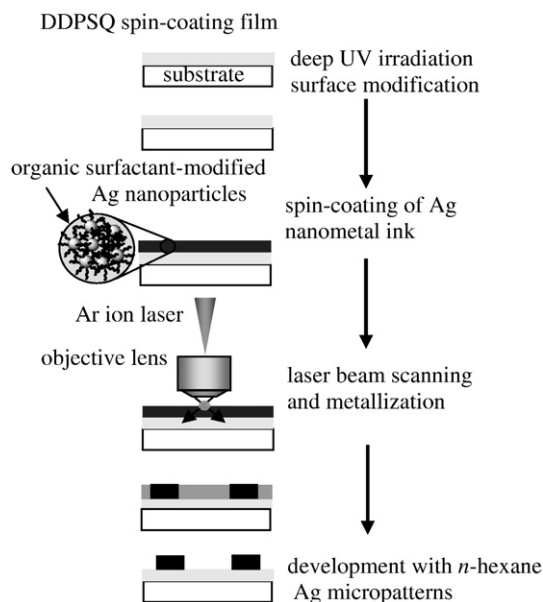 DDPSQ spin-coating film
deep UV irradiation
surface modification
substrate
organic surfactant-modified
Ag nanoparticles
spin-coating of Ag
nanometal ink
Ar ion laser
objective lens
laser beam scanning
and metallization
development with n-hexane
Ag micropatterns